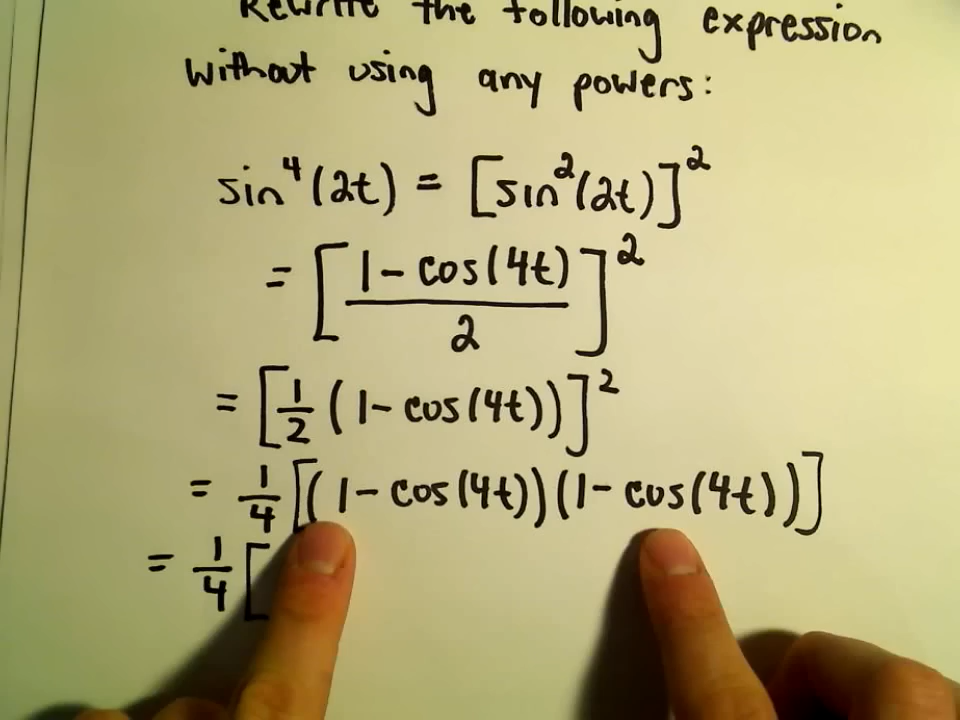 Rewrite the following expression
without using any powers:
sin⁴(2t) = [sin²(2t)]²
= [(1 - cos(4t))/2]²
= [1/2 (1 - cos(4t))]²
= 1/4 [(1 - cos(4t))(1 - cos(4t))]
= 1/4 [